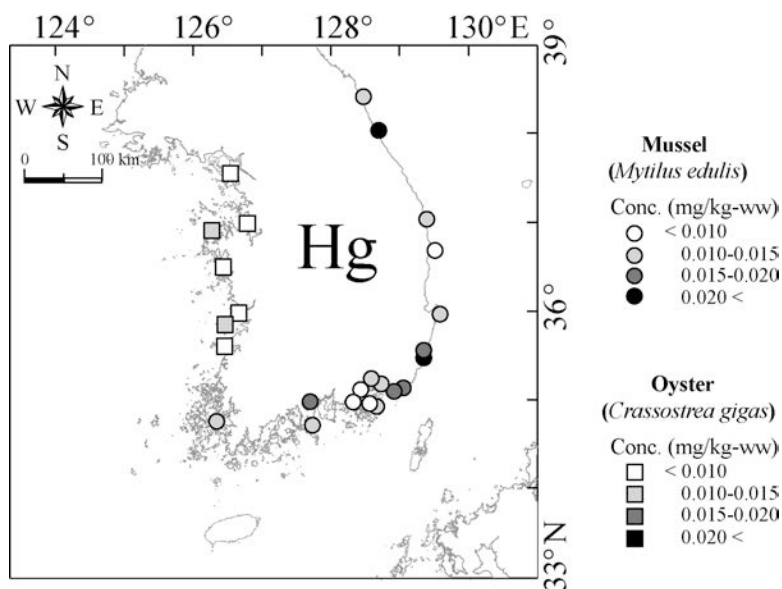 124°
126°
128°
130°E
39°
N
W E
S
0 100 km
Hg
36°
33°N
Mussel
(Mytilus edulis)
Conc. (mg/kg-ww)
< 0.010
0.010-0.015
0.015-0.020
0.020 <
Oyster
(Crassostrea gigas)
Conc. (mg/kg-ww)
< 0.010
0.010-0.015
0.015-0.020
0.020 <